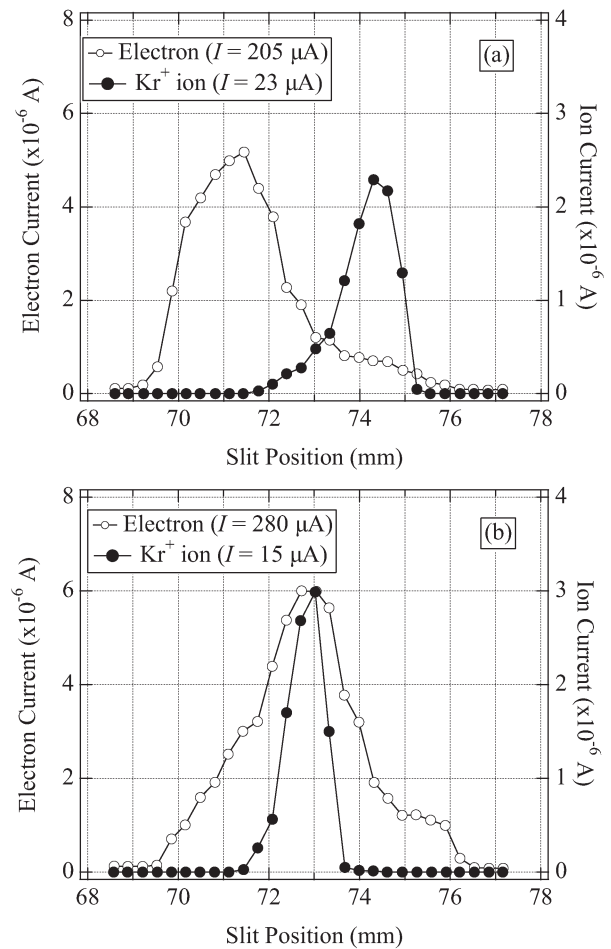 8
6
4
2
0
Electron Current (x10⁻⁶ A)
Electron (I = 205 μA)
Kr⁺ ion (I = 23 μA)
(a)
4
3
2
1
0
Ion Current (x10⁻⁶ A)
68 70 72 74 76 78
Slit Position (mm)
8
6
4
2
0
Electron Current (x10⁻⁶ A)
Electron (I = 280 μA)
Kr⁺ ion (I = 15 μA)
(b)
4
3
2
1
0
Ion Current (x10⁻⁶ A)
68 70 72 74 76 78
Slit Position (mm)